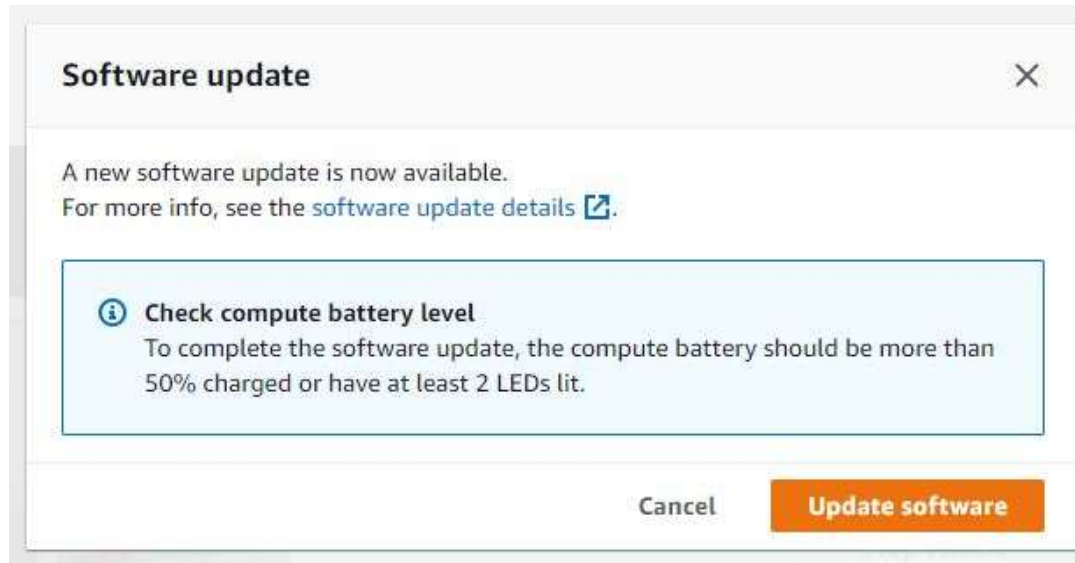 Software update
A new software update is now available.
For more info, see the software update details.
Check compute battery level
To complete the software update, the compute battery should be more than
50% charged or have at least 2 LEDs lit.
Cancel
Update software